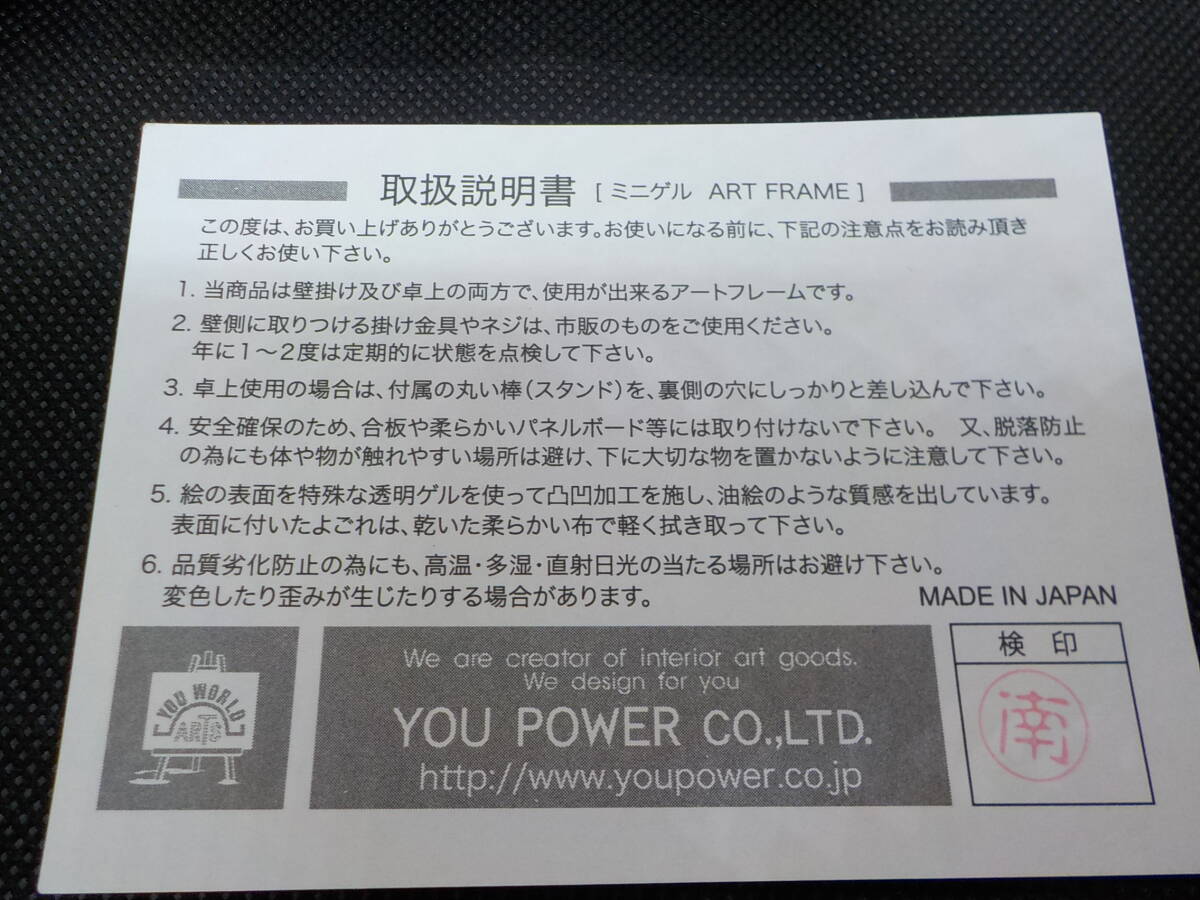 取扱説明書 [ ミニゲル ART FRAME ]
この度は、お買い上げありがとうございます。お使いになる前に、下記の注意点をお読み頂き
正しくお使い下さい。
1. 当商品は壁掛け及び卓上の両方で、使用が出来るアートフレームです。
2. 壁側に取りつける掛け金具やネジは、市販のものをご使用ください。
年に1〜2度は定期的に状態を点検して下さい。
3. 卓上使用の場合は、付属の丸い棒(スタンド)を、裏側の穴にしっかりと差し込んで下さい。
4. 安全確保のため、合板や柔らかいパネルボード等には取り付けないで下さい。 又、脱落防止
の為にも体や物が触れやすい場所は避け、下に大切な物を置かないように注意して下さい。
5. 絵の表面を特殊な透明ゲルを使って凸凹加工を施し、油絵のような質感を出しています。
表面に付いたよごれは、乾いた柔らかい布で軽く拭き取って下さい。
6. 品質劣化防止の為にも、高温・多湿・直射日光の当たる場所はお避け下さい。
変色したり歪みが生じたりする場合があります。
MADE IN JAPAN
YOU WORLD
ARTS
We are creator of interior art goods.
We design for you
YOU POWER CO.,LTD.
http://www.youpower.co.jp
検 印
南